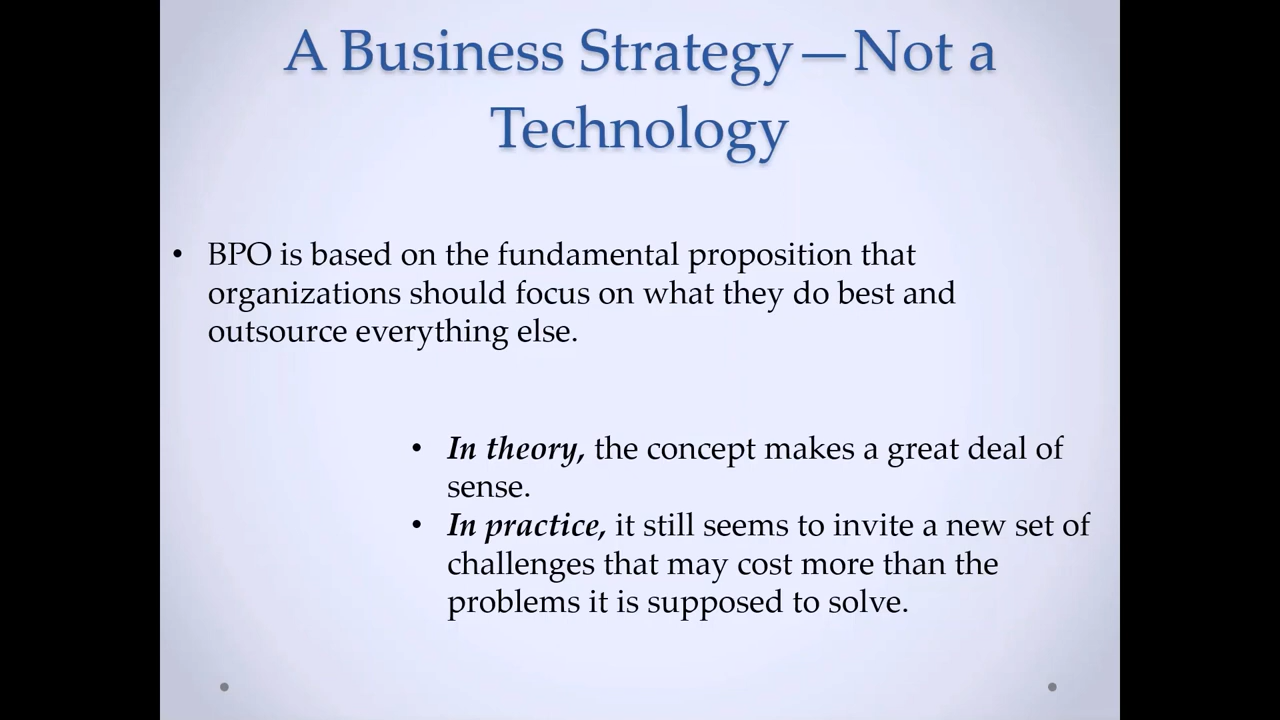 A Business Strategy—Not a
Technology
• BPO is based on the fundamental proposition that
organizations should focus on what they do best and
outsource everything else.
• In theory, the concept makes a great deal of
sense.
• In practice, it still seems to invite a new set of
challenges that may cost more than the
problems it is supposed to solve.